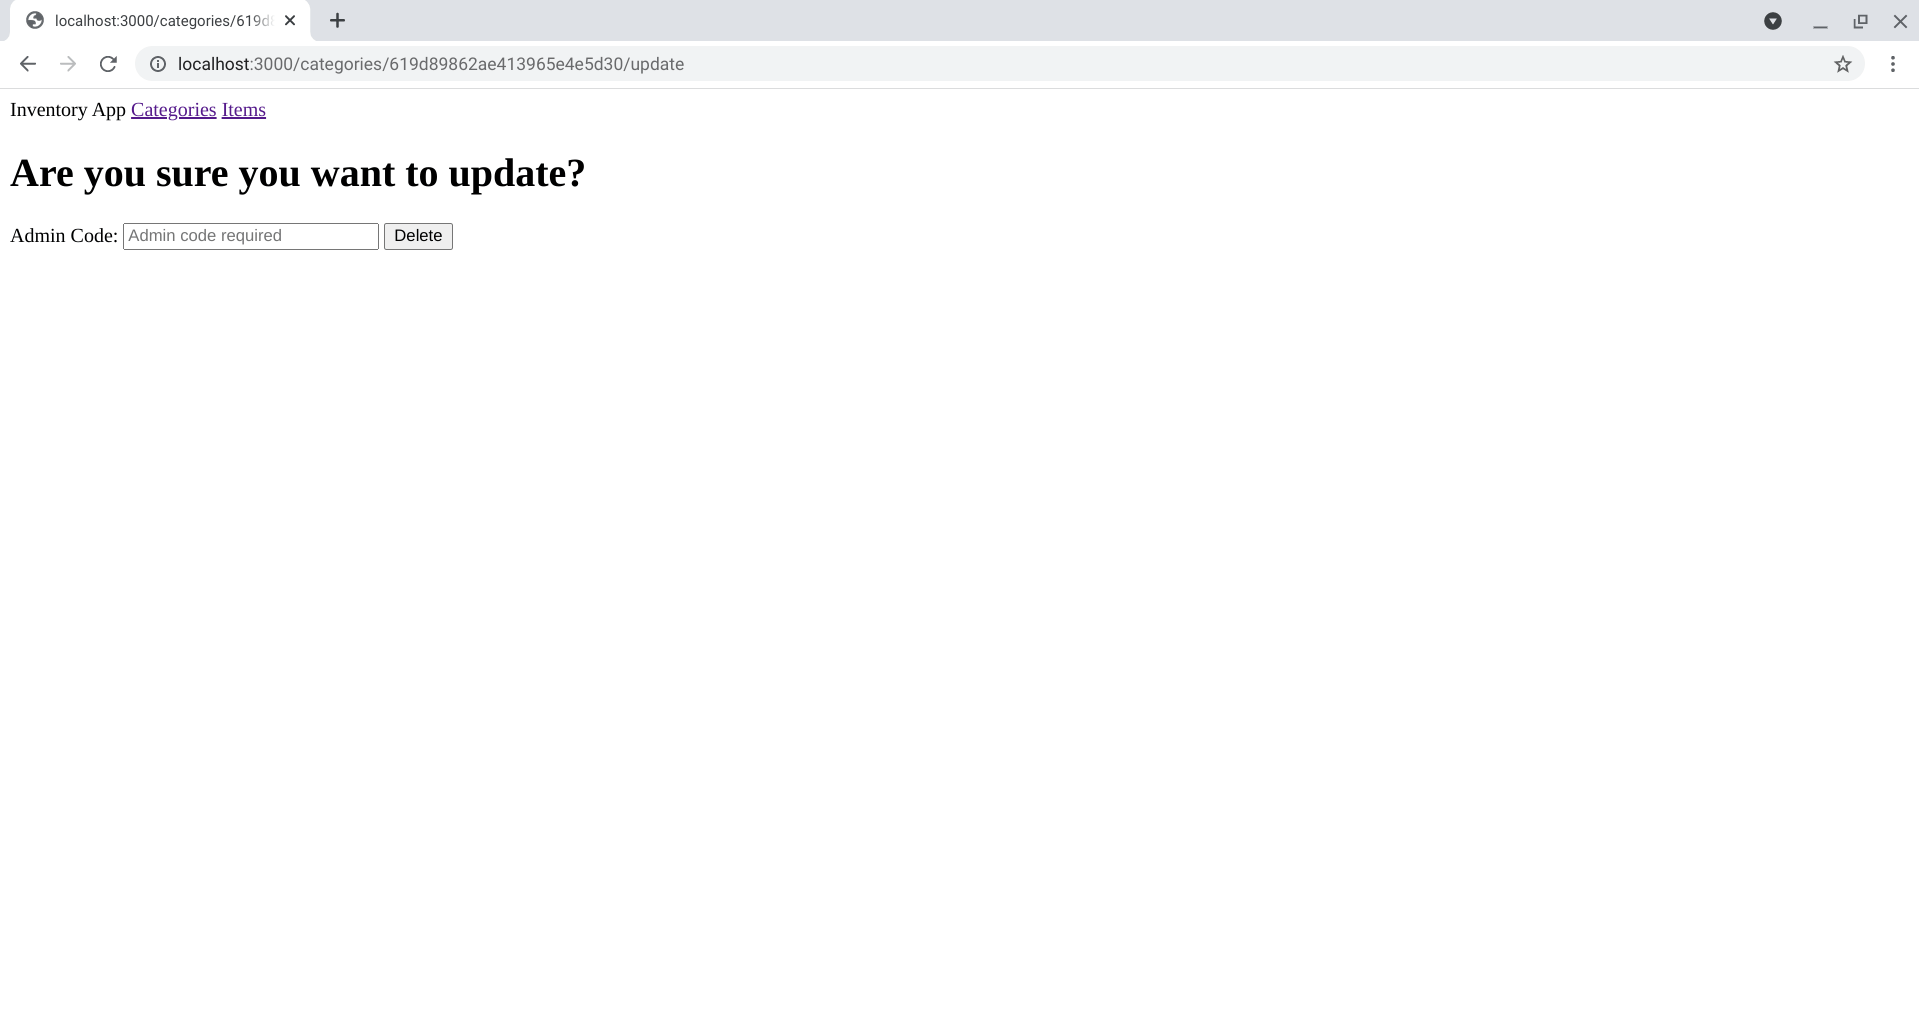 localhost:3000/categories/619d
localhost:3000/categories/619d89862ae413965e4e5d30/update
Inventory App Categories Items
Are you sure you want to update?
Admin Code: Admin code required Delete